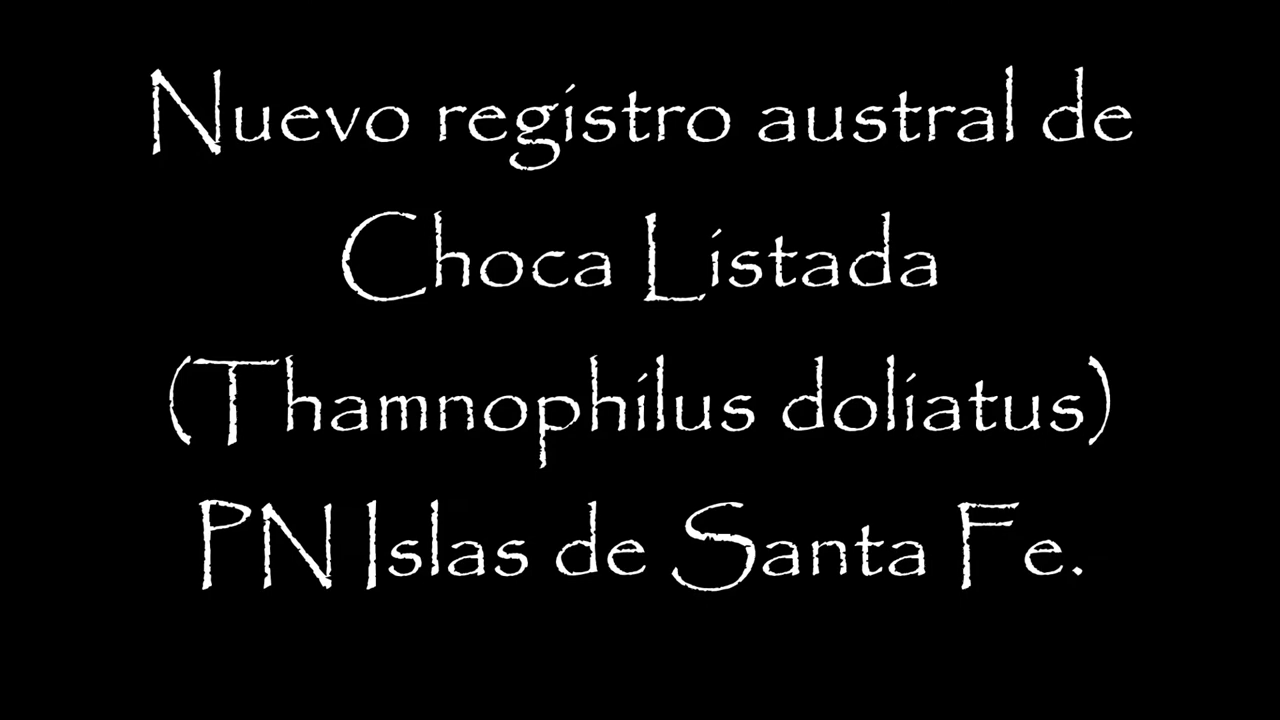 Nuevo registro austral de
Choca Listada
(Thamnophilus doliatus)
PN Islas de Santa Fe.